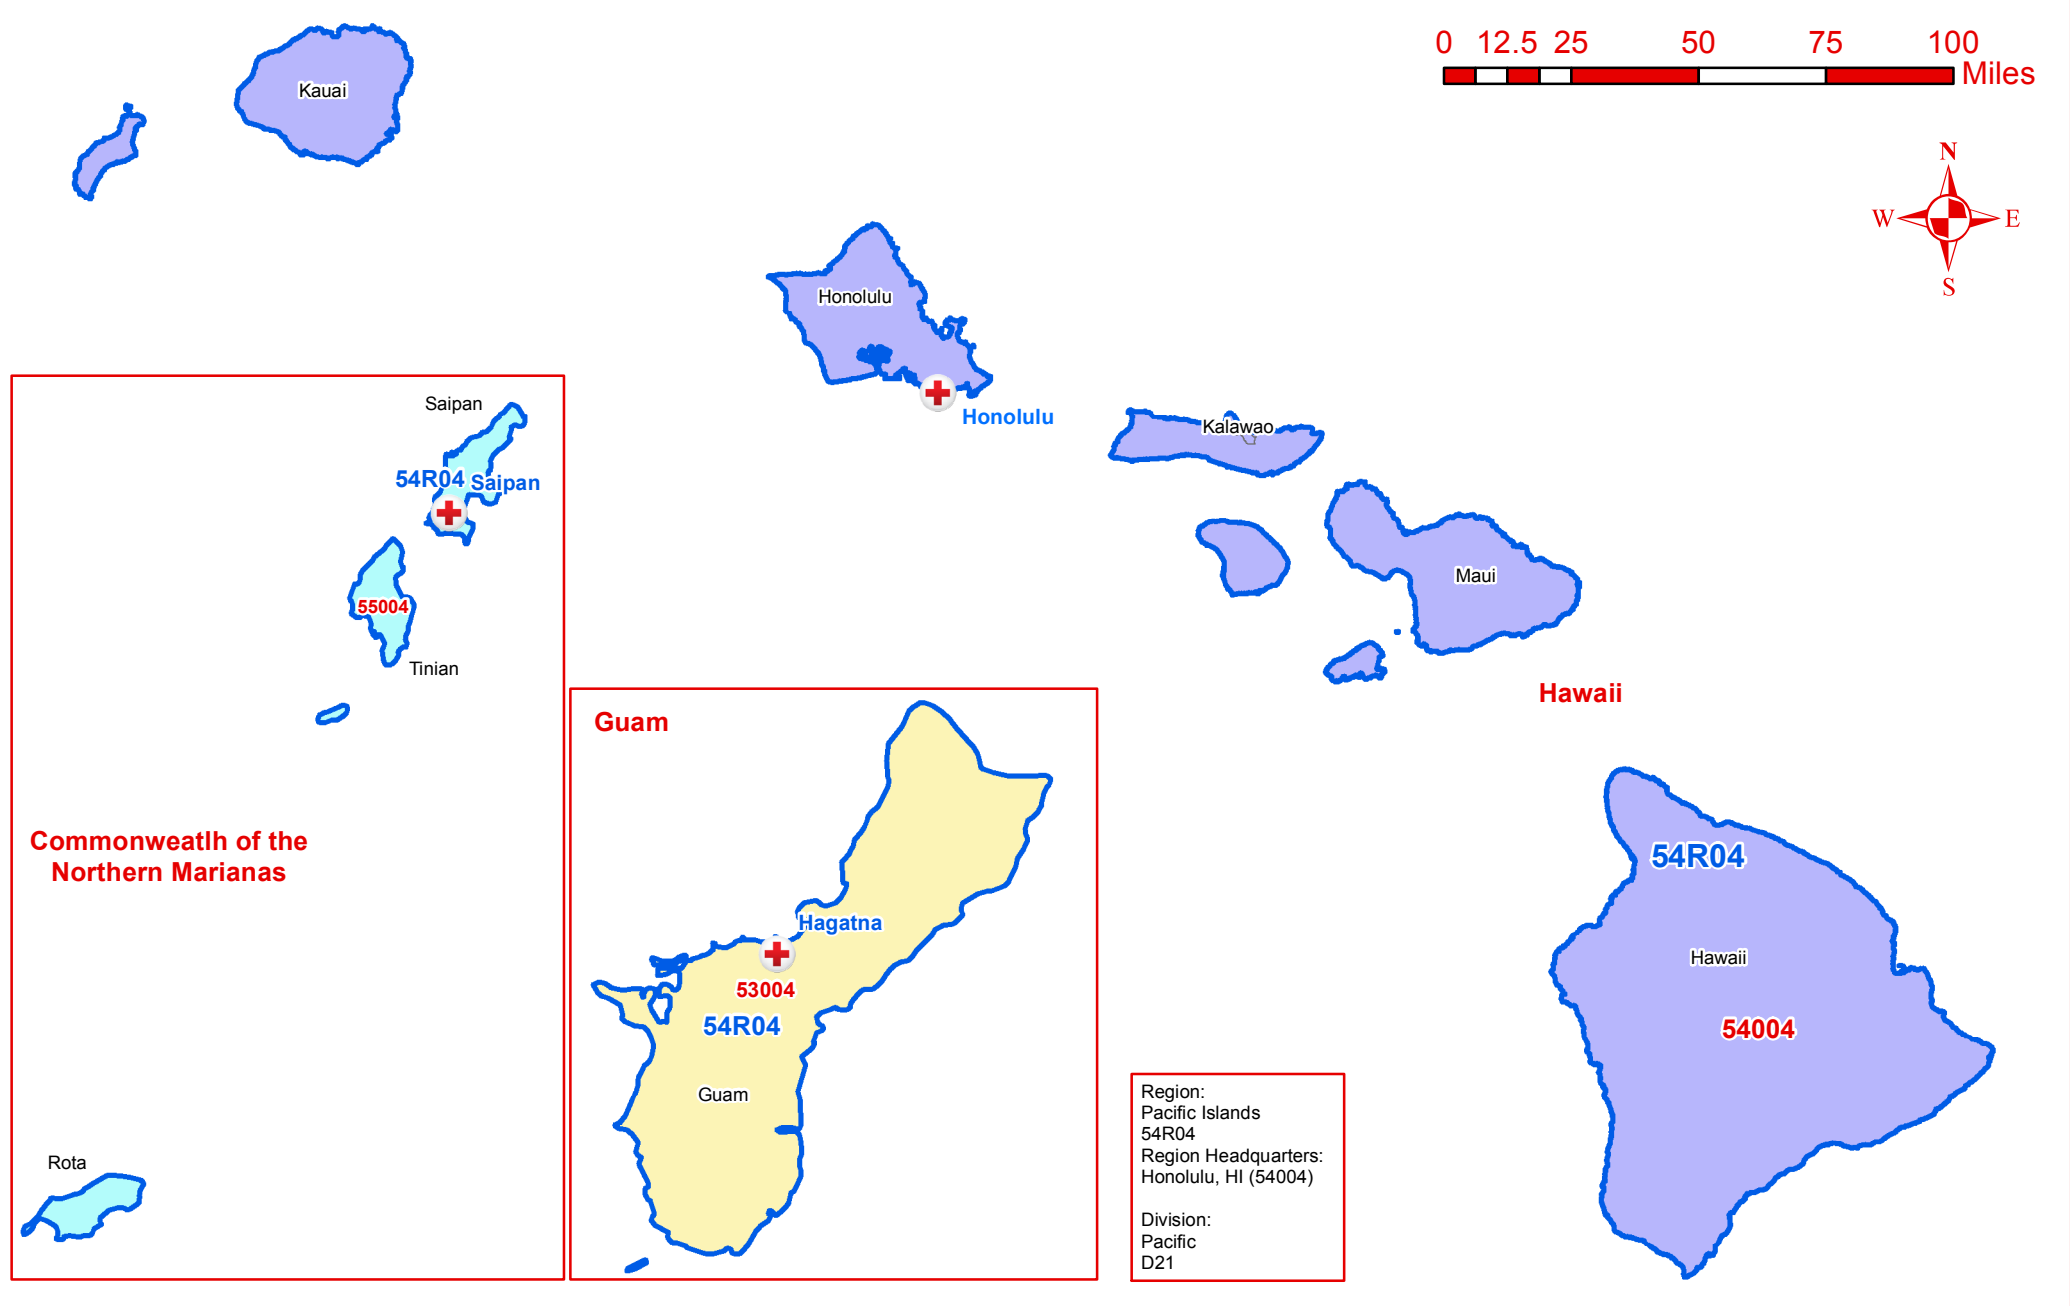 0 12.5 25 50 75 100
Miles
Kauai
N
W E
S
Honolulu
Honolulu
Saipan
54R04 Saipan
55004
Tinian
Commonweatlh of the
Northern Marianas
Rota
Kalawao
Maui
Hawaii
Guam
Hagatna
53004
54R04
Guam
54R04
Hawaii
54004
Region:
Pacific Islands
54R04
Region Headquarters:
Honolulu, HI (54004)
Division:
Pacific
D21